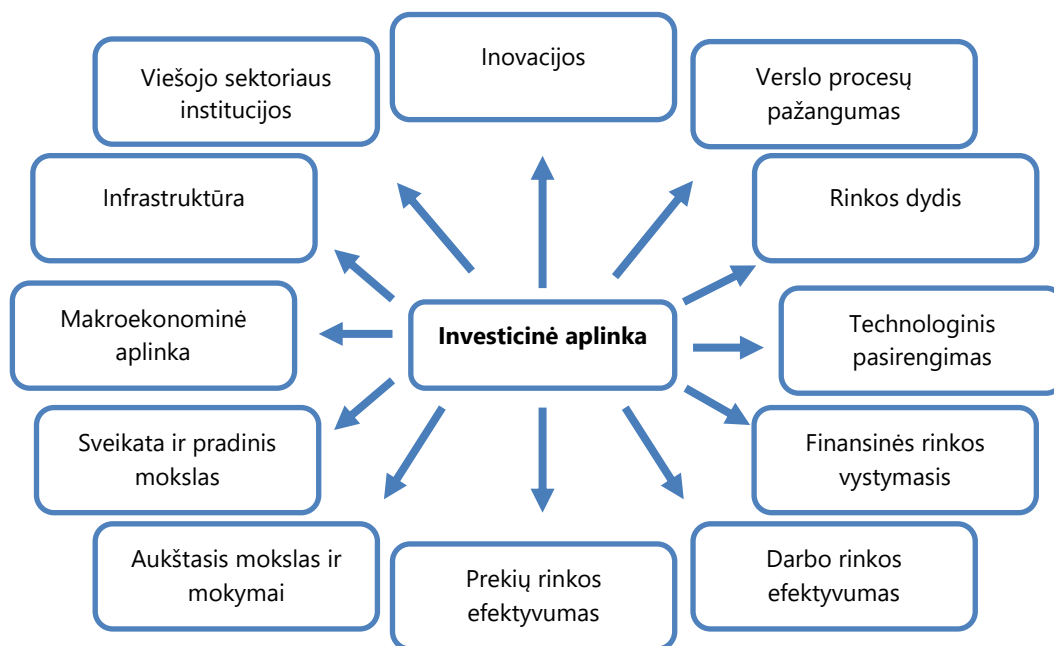 Inovacijos
Viešojo sektoriaus
institucijos
Verslo procesų
pažangumas
Infrastruktūra
Rinkos dydis
Makroekonominė
aplinka
Investicinė aplinka
Technologinis
pasirengimas
Sveikata ir pradinis
mokslas
Finansinės rinkos
vystymasis
Aukštasis mokslas ir
mokymai
Prekių rinkos
efektyvumas
Darbo rinkos
efektyvumas